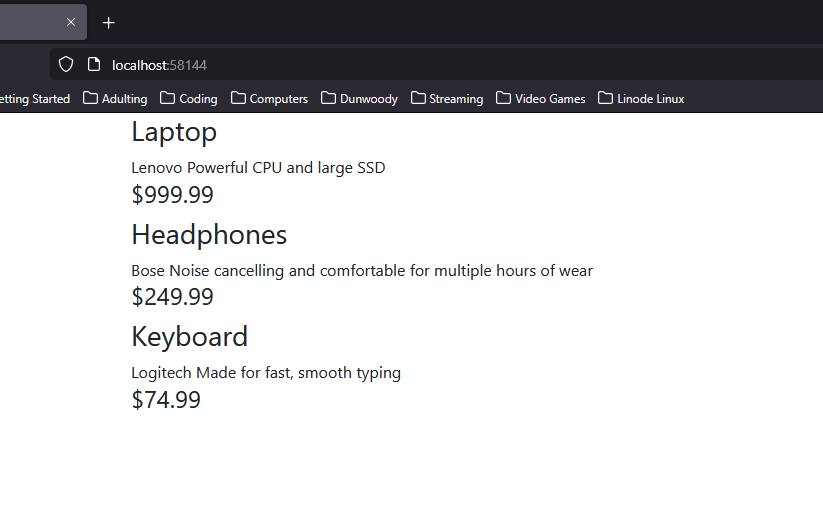 localhost:58144
etting Started Adulting Coding Computers Dunwoody Streaming Video Games Linode Linux
Laptop
Lenovo Powerful CPU and large SSD
$999.99
Headphones
Bose Noise cancelling and comfortable for multiple hours of wear
$249.99
Keyboard
Logitech Made for fast, smooth typing
$74.99